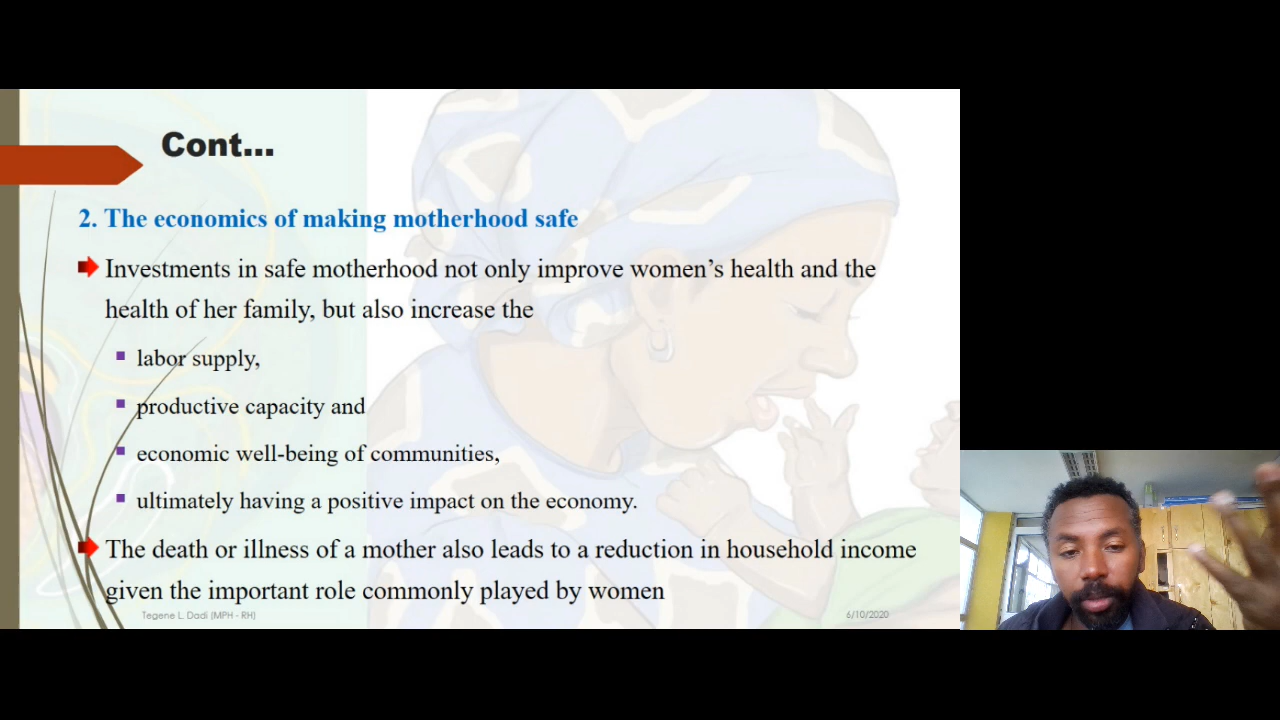 Cont...
2. The economics of making motherhood safe
Investments in safe motherhood not only improve women's health and the
health of her family, but also increase the
labor supply,
productive capacity and
economic well-being of communities,
ultimately having a positive impact on the economy.
The death or illness of a mother also leads to a reduction in household income
given the important role commonly played by women
Tegene L. Dadi (MPH - RH)
6/10/2020